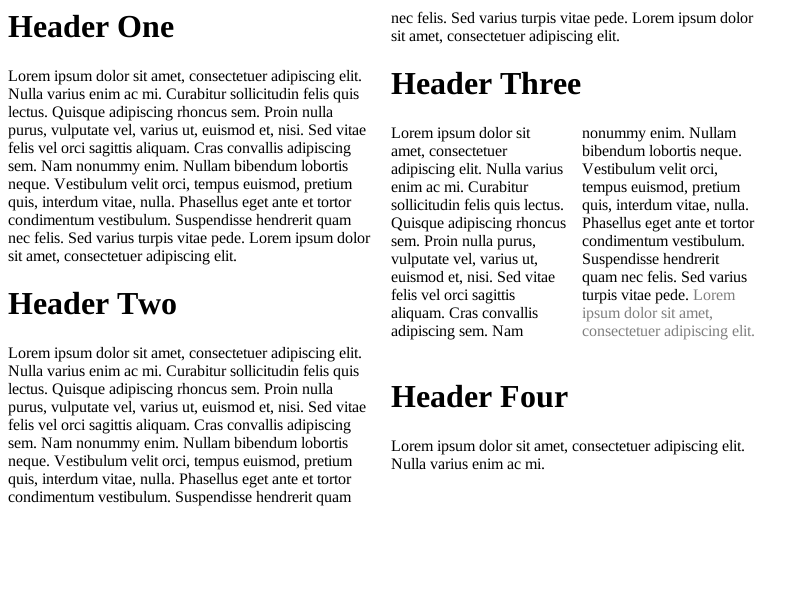 Header One
Lorem ipsum dolor sit amet, consectetuer adipiscing elit.
Nulla varius enim ac mi. Curabitur sollicitudin felis quis
lectus. Quisque adipiscing rhoncus sem. Proin nulla
purus, vulputate vel, varius ut, euismod et, nisi. Sed vitae
felis vel orci sagittis aliquam. Cras convallis adipiscing
sem. Nam nonummy enim. Nullam bibendum lobortis
neque. Vestibulum velit orci, tempus euismod, pretium
quis, interdum vitae, nulla. Phasellus eget ante et tortor
condimentum vestibulum. Suspendisse hendrerit quam
nec felis. Sed varius turpis vitae pede. Lorem ipsum dolor
sit amet, consectetuer adipiscing elit.
Header Two
Lorem ipsum dolor sit amet, consectetuer adipiscing elit.
Nulla varius enim ac mi. Curabitur sollicitudin felis quis
lectus. Quisque adipiscing rhoncus sem. Proin nulla
purus, vulputate vel, varius ut, euismod et, nisi. Sed vitae
felis vel orci sagittis aliquam. Cras convallis adipiscing
sem. Nam nonummy enim. Nullam bibendum lobortis
neque. Vestibulum velit orci, tempus euismod, pretium
quis, interdum vitae, nulla. Phasellus eget ante et tortor
condimentum vestibulum. Suspendisse hendrerit quam
nec felis. Sed varius turpis vitae pede. Lorem ipsum dolor
sit amet, consectetuer adipiscing elit.
Header Three
Lorem ipsum dolor sit
amet, consectetuer
adipiscing elit. Nulla varius
enim ac mi. Curabitur
sollicitudin felis quis lectus.
Quisque adipiscing rhoncus
sem. Proin nulla purus,
vulputate vel, varius ut,
euismod et, nisi. Sed vitae
felis vel orci sagittis
aliquam. Cras convallis
adipiscing sem. Nam
nonummy enim. Nullam
bibendum lobortis neque.
Vestibulum velit orci,
tempus euismod, pretium
quis, interdum vitae, nulla.
Phasellus eget ante et tortor
condimentum vestibulum.
Suspendisse hendrerit
quam nec felis. Sed varius
turpis vitae pede. Lorem
ipsum dolor sit amet,
consectetuer adipiscing elit.
Header Four
Lorem ipsum dolor sit amet, consectetuer adipiscing elit.
Nulla varius enim ac mi.